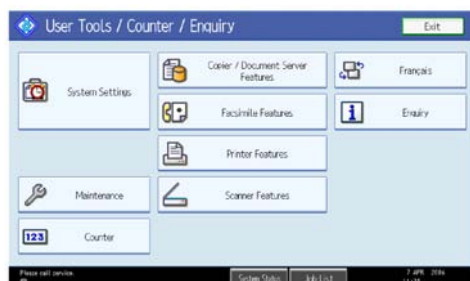 User Tools / Counter / Enquiry
Exit
System Settings
Copier / Document Server
Features
Français
Facsimile Features
Enquiry
Printer Features
Maintenance
Scanner Features
123
Counter
Please call service.
System Status
Job List